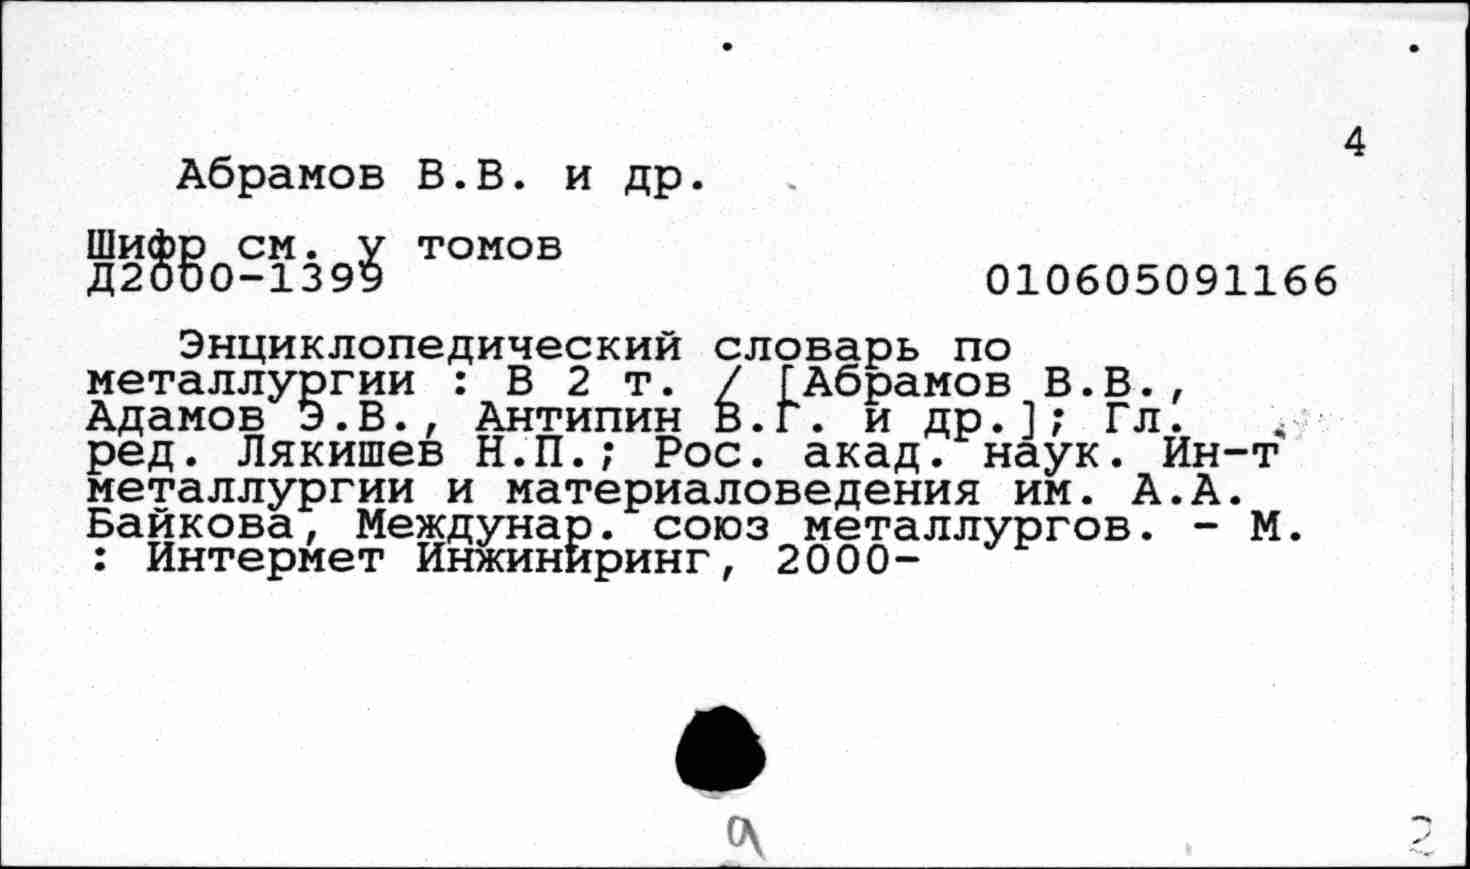 4
Абрамов В.В. и др.
Шифр см. у томов
Д2000-1399
010605091166
Энциклопедический словарь по
металлургии : В 2 т. / [Абрамов В.В.,
Адамов Э.В., Антипин В.Г. и др.]; Гл.
ред. Лякишев Н.П.; Рос. акад. наук. Ин-т
металлургии и материаловедения им. А.А.
Байкова, Междунар. союз металлургов. - М.
: Интермет Инжиниринг, 2000-
2